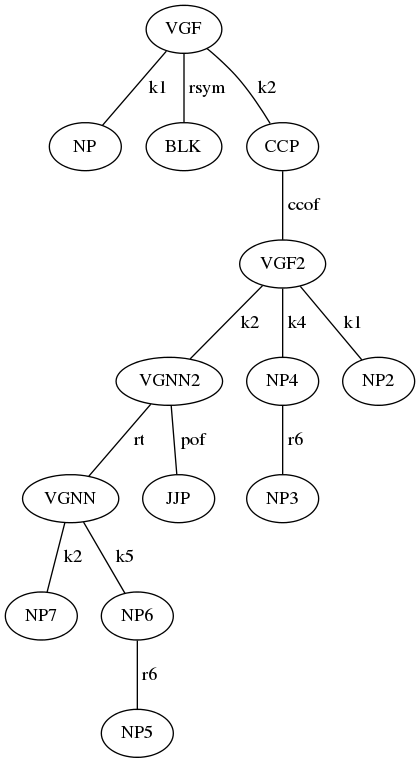 VGF
k1 rsym k2
NP BLK CCP
ccof
VGF2
k2 k4 k1
VGNN2 NP4 NP2
rt pof r6
VGNN JJP NP3
k2 k5
NP7 NP6
r6
NP5